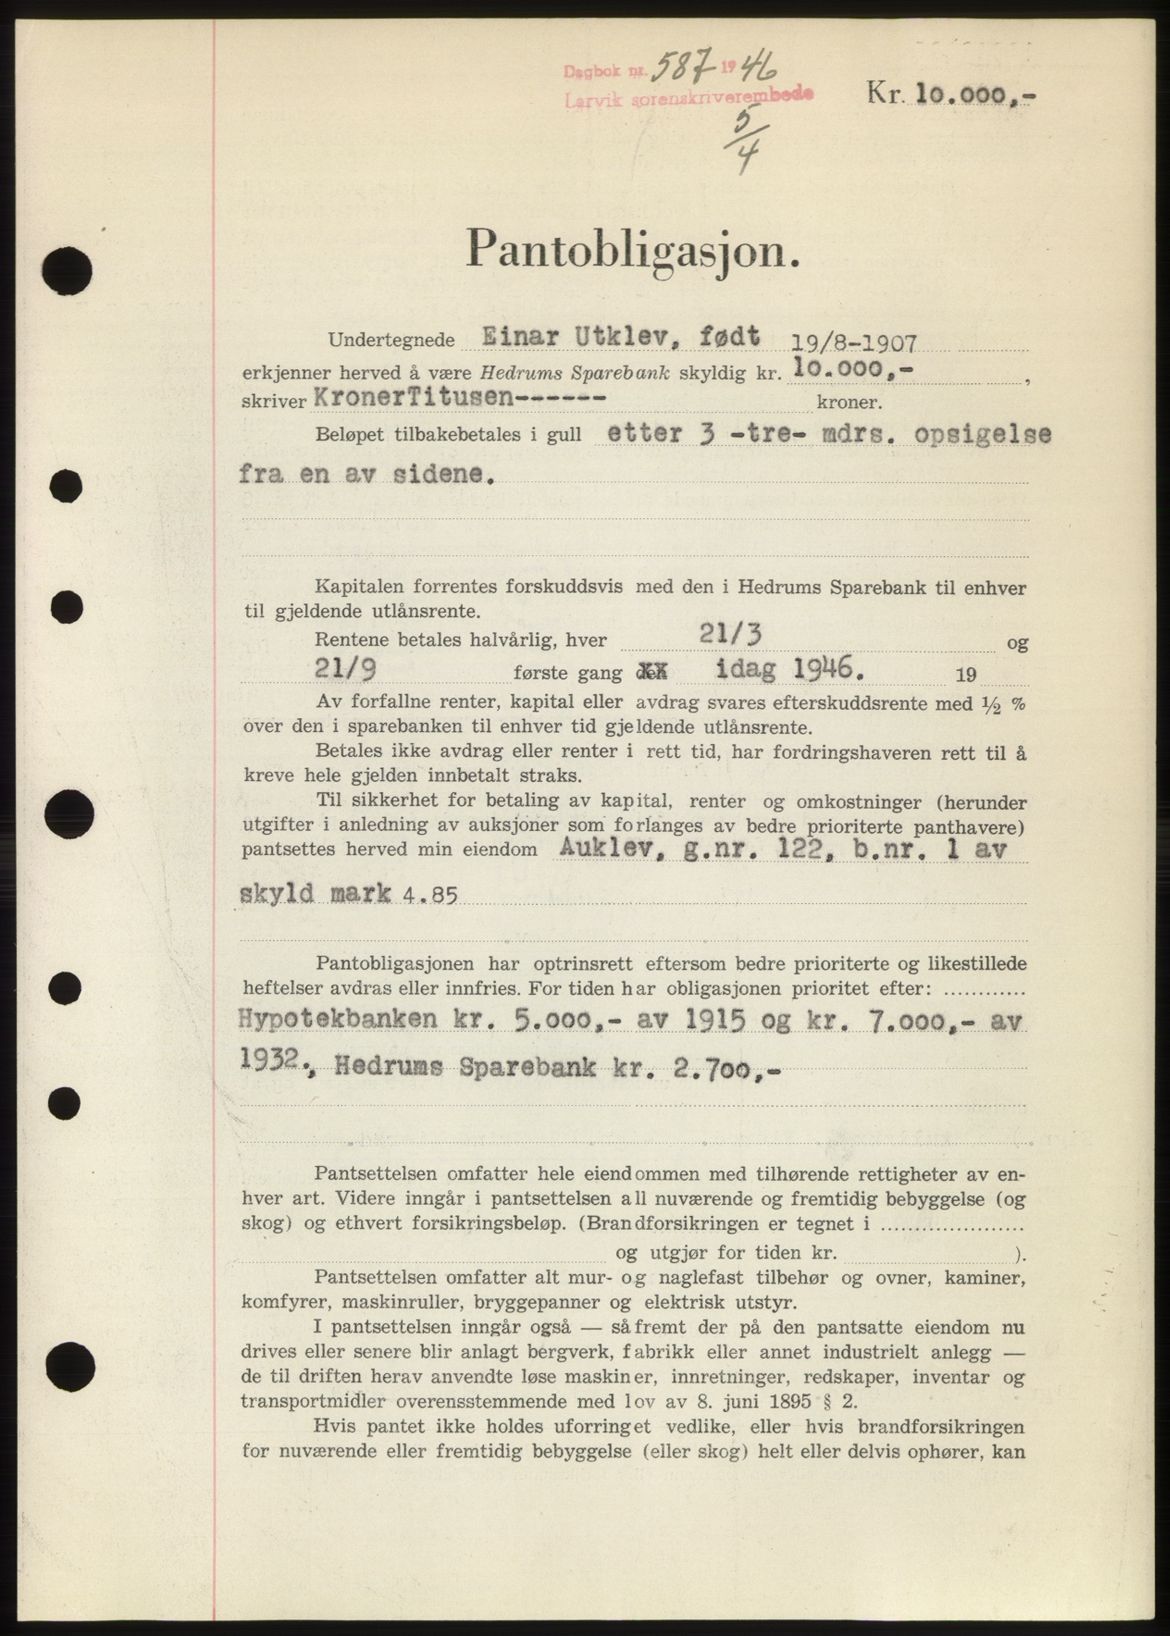 Dagbok nr. 587 1946
Larvik sorenskriverembede
5/4
Kr. 10.000,-
Pantobligasjon.
Undertegnede Einar Utklev, født 19/8-1907
erkjenner herved å være Hedrums Sparebank skyldig kr. 10.000,-,
skriver KronerTitusen------ kroner.
Beløpet tilbakebetales i gull etter 3 -tre- mdrs. opsigelse
fra en av sidene.
Kapitalen forrentes forskuddsvis med den i Hedrums Sparebank til enhver
til gjeldende utlånsrente.
Rentene betales halvårlig, hver 21/3 og
21/9 første gang den idag 1946. 19
Av forfallne renter, kapital eller avdrag svares efterskuddsrente med ½ %
over den i sparebanken til enhver tid gjeldende utlånsrente.
Betales ikke avdrag eller renter i rett tid, har fordringshaveren rett til å
kreve hele gjelden innbetalt straks.
Til sikkerhet for betaling av kapital, renter og omkostninger (herunder
utgifter i anledning av auksjoner som forlanges av bedre prioriterte panthavere)
pantsettes herved min eiendom Auklev, g.nr. 122, b.nr. 1 av
skyld mark 4.85
Pantobligasjonen har optrinsrett eftersom bedre prioriterte og likestillede
heftelser avdras eller innfries. For tiden har obligasjonen prioritet efter: ............
Hypotekbanken kr. 5.000,- av 1915 og kr. 7.000,- av
1932., Hedrums Sparebank kr. 2.700,-
Pantsettelsen omfatter hele eiendommen med tilhørende rettigheter av en-
hver art. Videre inngår i pantsettelsen all nuværende og fremtidig bebyggelse (og
skog) og ethvert forsikringsbeløp. (Brandforsikringen er tegnet i .....................
og utgjør for tiden kr. ).
Pantsettelsen omfatter alt mur- og naglefast tilbehør og ovner, kaminer,
komfyrer, maskinruller, bryggepanner og elektrisk utstyr.
I pantsettelsen inngår også — såfremt der på den pantsatte eiendom nu
drives eller senere blir anlagt bergverk, fabrikk eller annet industrielt anlegg —
de til driften herav anvendte løse maskiner, innretninger, redskaper, inventar og
transportmidler overensstemmende med lov av 8. juni 1895 § 2.
Hvis pantet ikke holdes uforringet vedlike, eller hvis brandforsikringen
for nuværende eller fremtidig bebyggelse (eller skog) helt eller delvis ophører, kan